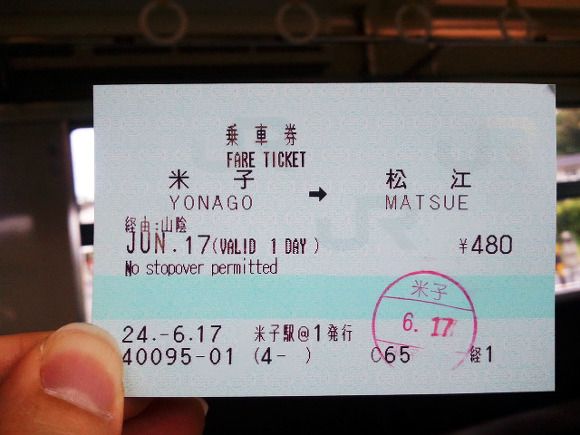 乗車券
FARE TICKET
米子 → 松江
YONAGO MATSUE
経由:山陰
JUN.17(VALID 1 DAY) ¥480
No stopover permitted
米子
6.17
24.-6.17 米子駅@1発行
40095-01 (4- ) 065 経1